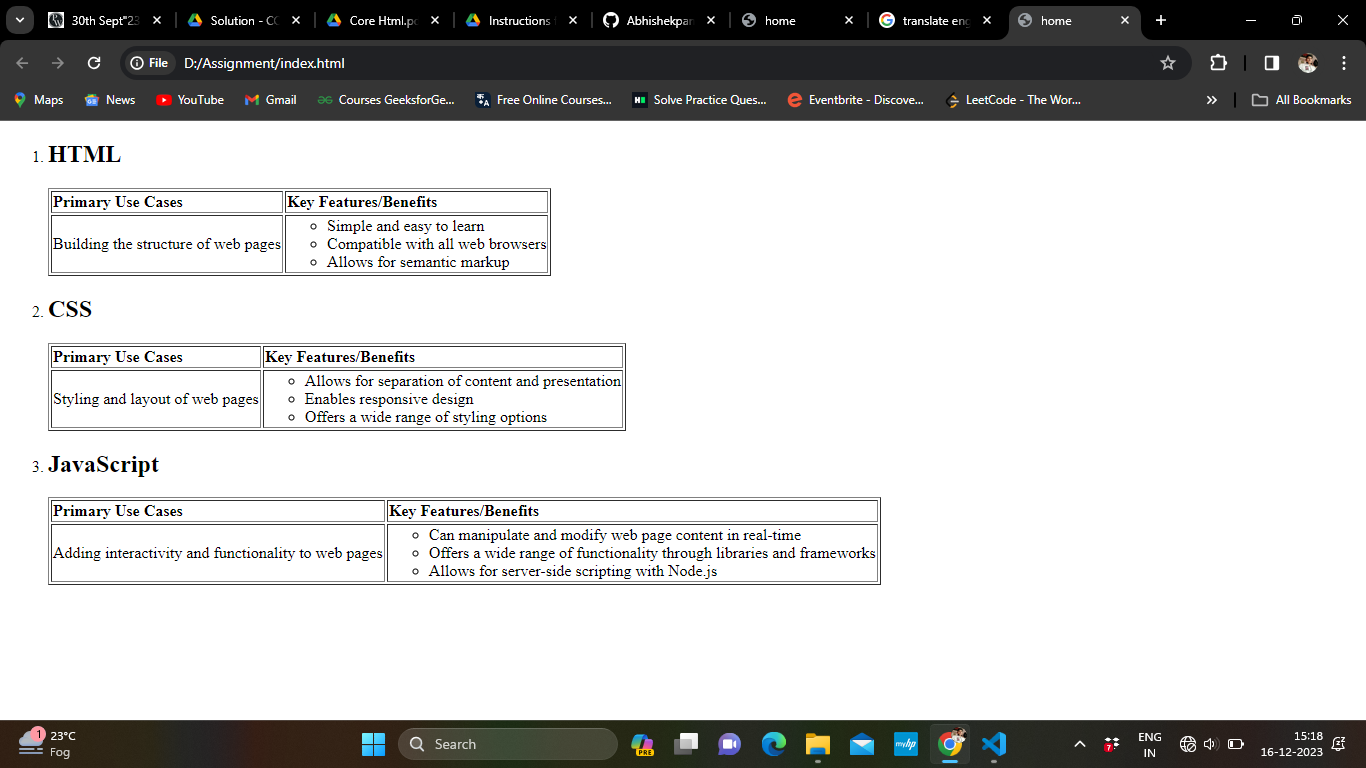 30th Sept"23
Solution - CC
Core Html.pd
Instructions
Abhishekpar
home
translate eng
home
File
D:/Assignment/index.html
Maps
News
YouTube
Gmail
Courses GeeksforGe...
Free Online Courses...
Solve Practice Ques...
Eventbrite - Discove...
LeetCode - The Wor...
All Bookmarks
1. HTML
Primary Use Cases Key Features/Benefits
Building the structure of web pages
Simple and easy to learn
Compatible with all web browsers
Allows for semantic markup
2. CSS
Primary Use Cases Key Features/Benefits
Styling and layout of web pages
Allows for separation of content and presentation
Enables responsive design
Offers a wide range of styling options
3. JavaScript
Primary Use Cases Key Features/Benefits
Adding interactivity and functionality to web pages
Can manipulate and modify web page content in real-time
Offers a wide range of functionality through libraries and frameworks
Allows for server-side scripting with Node.js
1
23°C
Fog
Search
PRE
myhp
7
ENG
IN
15:18
16-12-2023